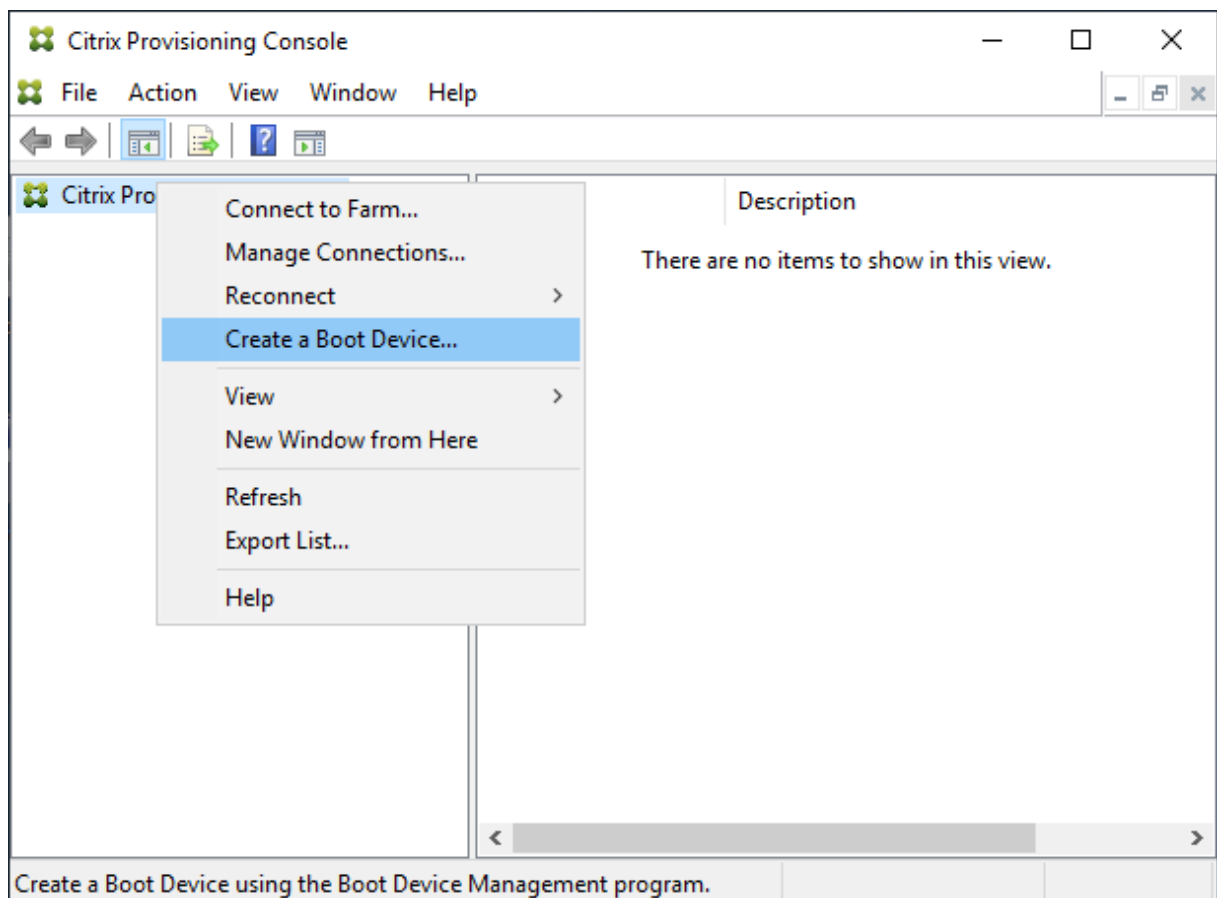 Citrix Provisioning Console
File Action View Window Help
Citrix Pro
Description
There are no items to show in this view.
Connect to Farm...
Manage Connections...
Reconnect
Create a Boot Device...
View
New Window from Here
Refresh
Export List...
Help
Create a Boot Device using the Boot Device Management program.